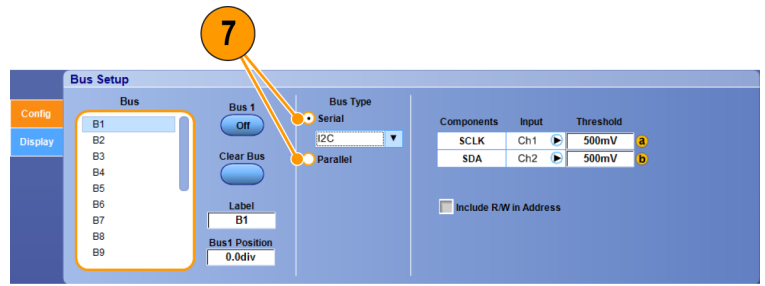 7
Bus Setup
Config
Display
Bus
B1
B2
B3
B4
B5
B6
B7
B8
B9
Bus 1
Off
Clear Bus
Label
B1
Bus1 Position
0.0div
Bus Type
Serial
I2C
Parallel
Components Input Threshold
SCLK Ch1 500mV a
SDA Ch2 500mV b
Include R/W in Address